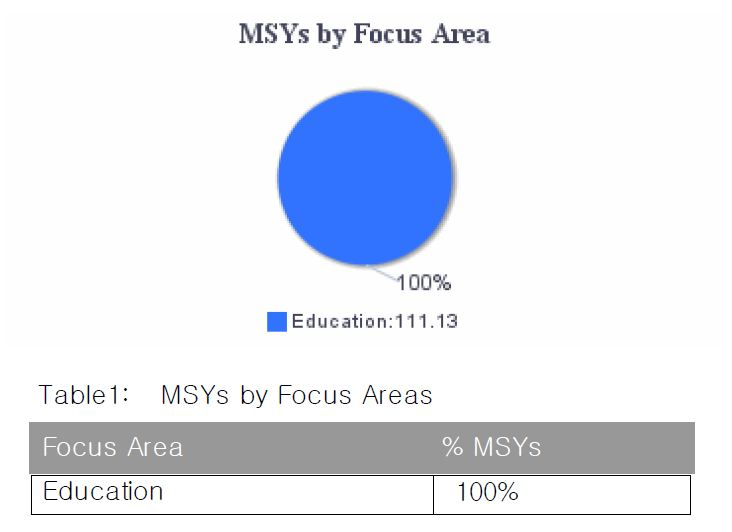 MSYs by Focus Area
100%
Education:111.13
Table1: MSYs by Focus Areas
Focus Area % MSYs
Education 100%